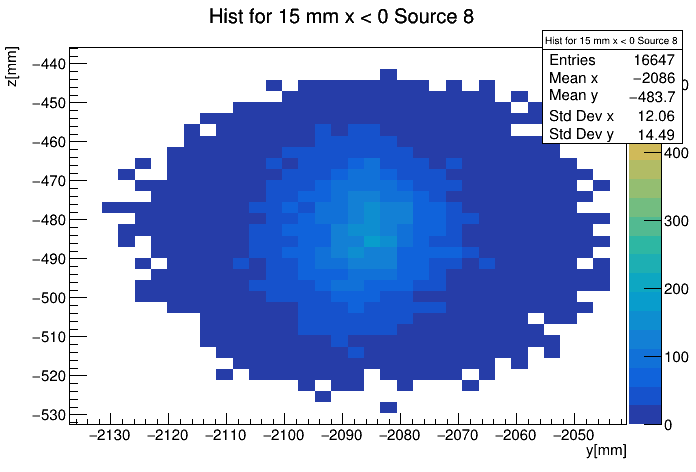 Hist for 15 mm x < 0 Source 8
z[mm]
Hist for 15 mm x < 0 Source 8
Entries 16647
Mean x −2086
Mean y −483.7
Std Dev x 12.06
Std Dev y 14.49
−440
−450
−460
−470
−480
−490
−500
−510
−520
−530
0
400
300
200
100
0
−2130 −2120 −2110 −2100 −2090 −2080 −2070 −2060 −2050
y[mm]